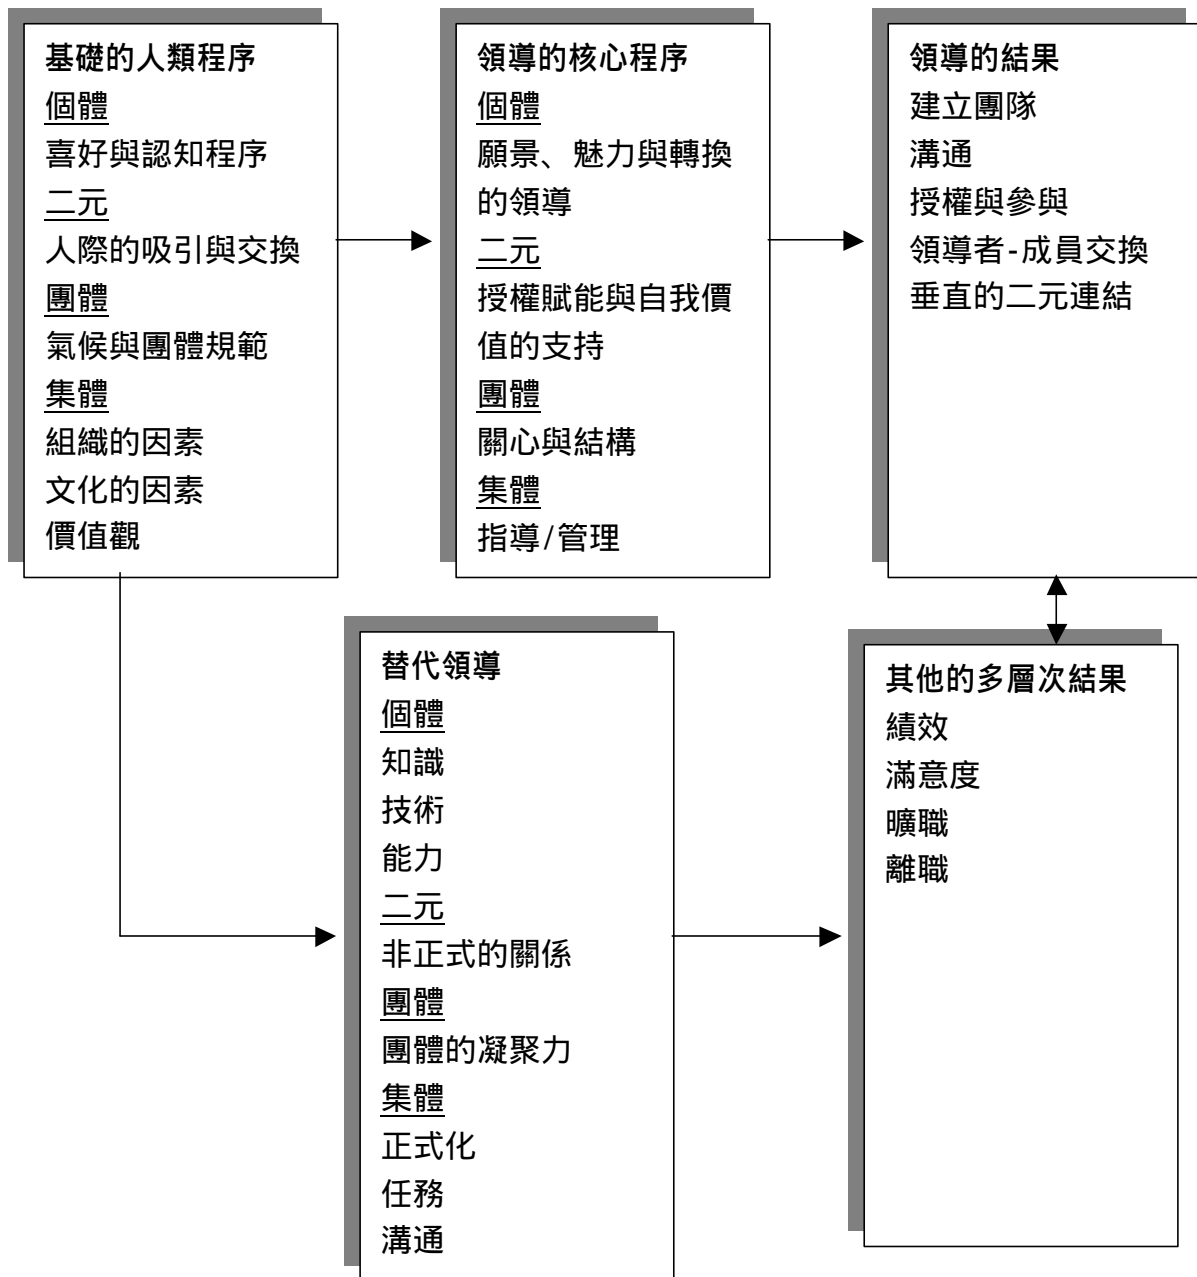 基礎的人類程序
個體
喜好與認知程序
二元
人際的吸引與交換
團體
氣候與團體規範
集體
組織的因素
文化的因素
價值觀
領導的核心程序
個體
願景、魅力與轉換
的領導
二元
授權賦能與自我價
值的支持
團體
關心與結構
集體
指導/管理
領導的結果
建立團隊
溝通
授權與參與
領導者-成員交換
垂直的二元連結
替代領導
個體
知識
技術
能力
二元
非正式的關係
團體
團體的凝聚力
集體
正式化
任務
溝通
其他的多層次結果
績效
滿意度
曠職
離職